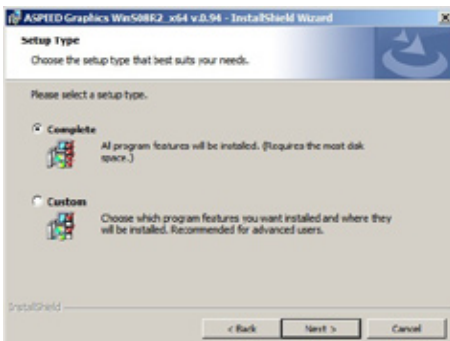 ASPEED Graphics WinS08R2_x64 v.0.94 - InstallShield Wizard
Setup Type
Choose the setup type that best suits your needs.
Please select a setup type.
Complete
All program features will be installed. (Requires the most disk
space.)
Custom
Choose which program features you want installed and where they
will be installed. Recommended for advanced users.
InstallShield
< Back
Next >
Cancel